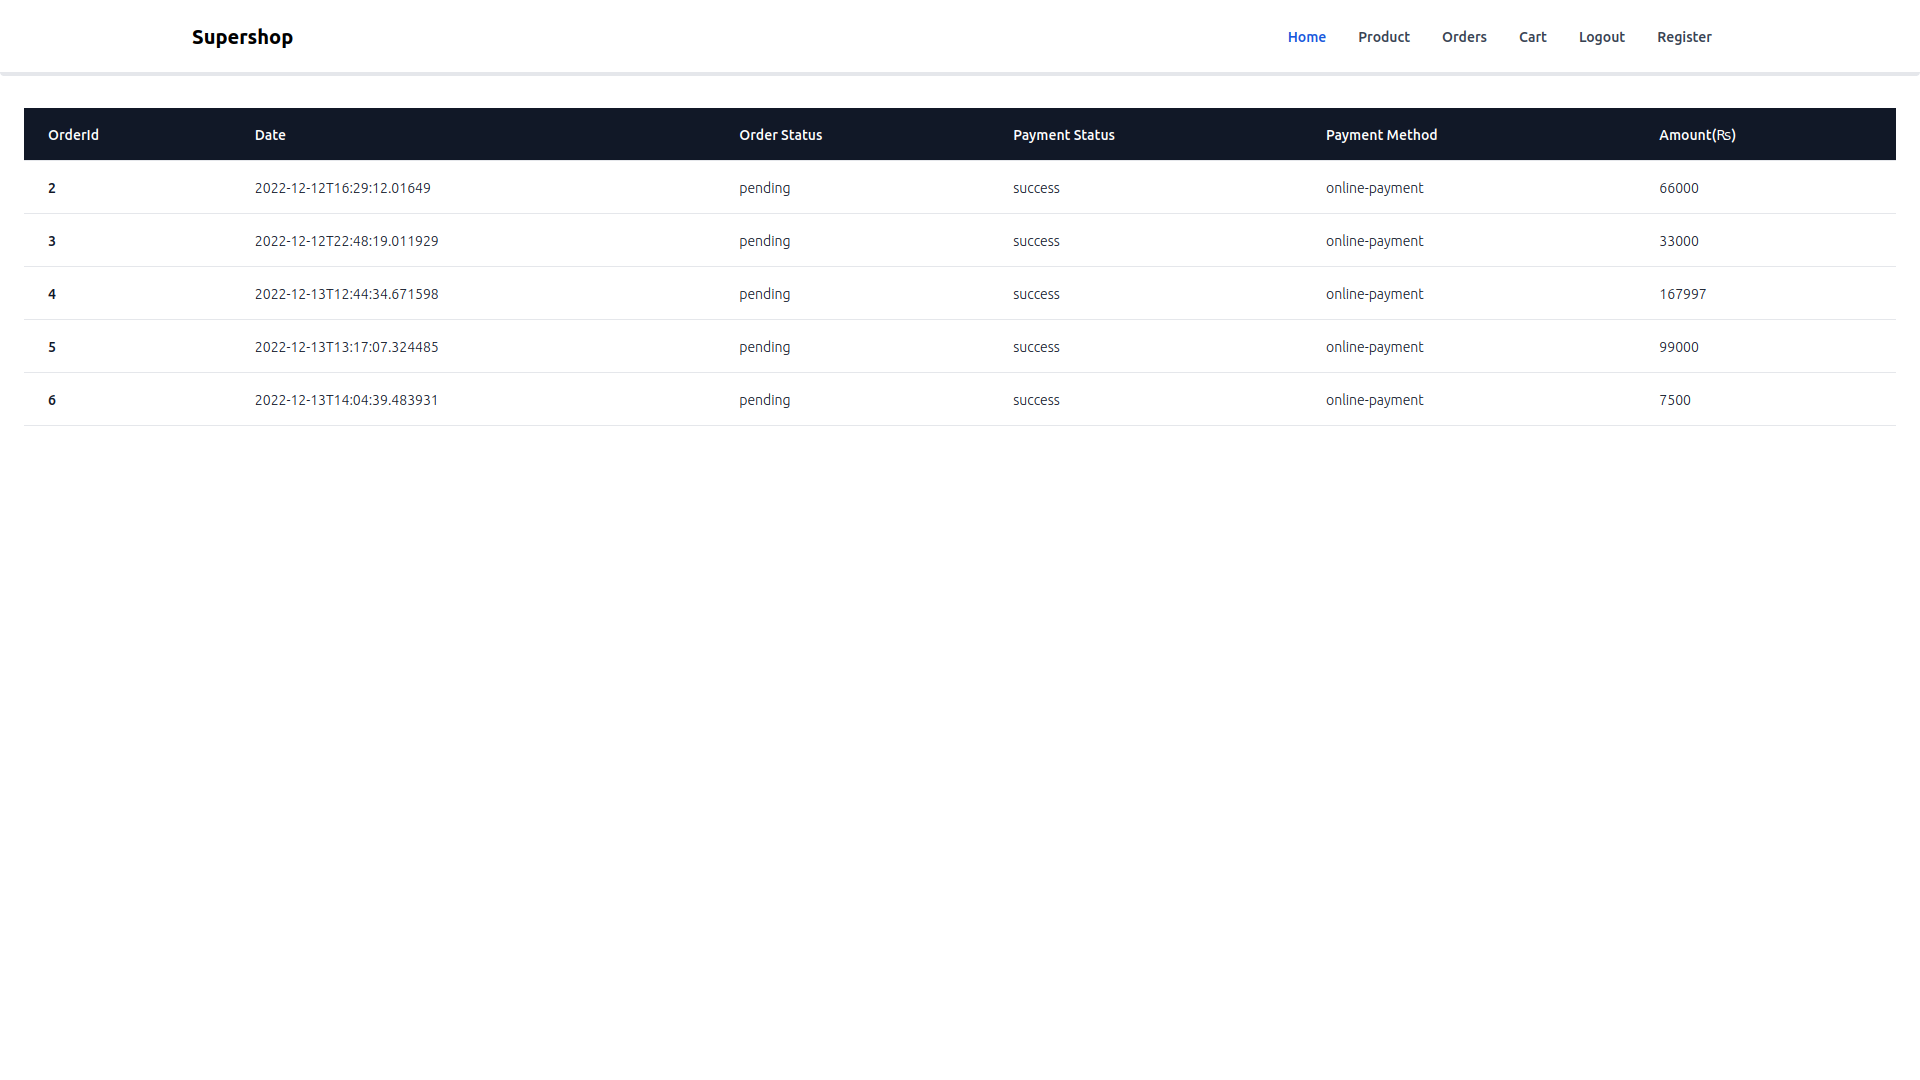 Supershop Home Product Orders Cart Logout Register
OrderId Date Order Status Payment Status Payment Method Amount(₨)
2 2022-12-12T16:29:12.01649 pending success online-payment 66000
3 2022-12-12T22:48:19.011929 pending success online-payment 33000
4 2022-12-13T12:44:34.671598 pending success online-payment 167997
5 2022-12-13T13:17:07.324485 pending success online-payment 99000
6 2022-12-13T14:04:39.483931 pending success online-payment 7500